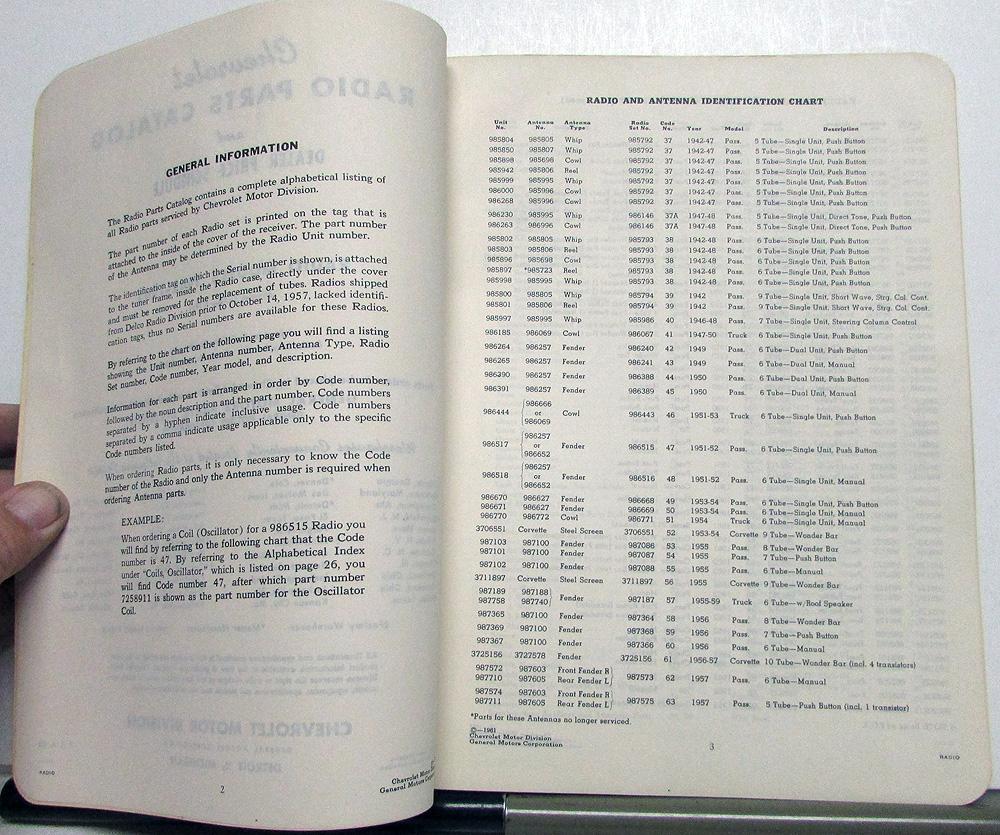 GENERAL INFORMATION
The Radio Parts Catalog contains a complete alphabetical listing of
all Radio parts serviced by Chevrolet Motor Division.
The part number of each Radio set is printed on the tag that is
attached to the inside of the cover of the receiver. The part number
of the Antenna may be determined by the Radio Unit number.
The identification tag on which the Serial number is shown, is attached
to the tuner frame, inside the Radio case, directly under the cover
and must be removed for the replacement of tubes. Radios shipped
from Delco Radio Division prior to October 14, 1957, lacked identifi-
cation tags, thus no Serial numbers are available for these Radios.
By referring to the chart on the following page you will find a listing
showing the Unit number, Antenna number, Antenna Type, Radio
Set number, Code number, Year model, and description.
Information for each part is arranged in order by Code number,
followed by the noun description and the part number. Code numbers
separated by a hyphen indicate inclusive usage. Code numbers
separated by a comma indicate usage applicable only to the specific
Code numbers listed.
When ordering Radio parts, it is only necessary to know the Code
number of the Radio and only the Antenna number is required when
ordering Antenna parts.
EXAMPLE:
When ordering a Coil (Oscillator) for a 986515 Radio you
will find by referring to the following chart that the Code
number is 47. By referring to the Alphabetical Index
under "Coils, Oscillator," which is listed on page 26, you
will find Code number 47, after which part number
7258911 is shown as the part number for the Oscillator
Coil.
RADIO
2
Chevrolet Motor
General Motors Corpor
RADIO AND ANTENNA IDENTIFICATION CHART
Unit No. Antenna No. Antenna Type Radio Set No. Code No. Year Model Description
985804 985805 Whip 985792 37 1942-47 Pass. 5 Tube—Single Unit, Push Button
985850 985807 Whip 985792 37 1942-47 Pass. 5 Tube—Single Unit, Push Button
985898 985698 Cowl 985792 37 1942-47 Pass. 5 Tube—Single Unit, Push Button
985942 985806 Reel 985792 37 1942-47 Pass. 5 Tube—Single Unit, Push Button
985999 985995 Whip 985792 37 1942-47 Pass. 5 Tube—Single Unit, Push Button
986000 985996 Cowl 985792 37 1942-47 Pass. 5 Tube—Single Unit, Push Button
986268 985996 Cowl 985792 37 1942-47 Pass. 5 Tube—Single Unit, Push Button
986230 985995 Whip 986146 37A 1947-48 Pass. 5 Tube—Single Unit, Direct Tone, Push Button
986263 986996 Cowl 986146 37A 1947-48 Pass. 5 Tube—Single Unit, Direct Tone, Push Button
985802 985805 Whip 985793 38 1942-48 Pass. 6 Tube—Single Unit, Push Button
985803 985806 Reel 985793 38 1942-48 Pass. 6 Tube—Single Unit, Push Button
985896 985698 Cowl 985793 38 1942-48 Pass. 6 Tube—Single Unit, Push Button
985897 *985723 Reel 985793 38 1942-48 Pass. 6 Tube—Single Unit, Push Button
985998 985995 Whip 985793 38 1942-48 Pass. 6 Tube—Single Unit, Push Button
985800 985805 Whip 985794 39 1942 Pass. 9 Tube—Single Unit, Short Wave, Strg. Col. Cont.
985801 985806 Reel 985794 39 1942 Pass. 9 Tube—Single Unit, Short Wave, Strg. Col. Cont.
985997 985995 Whip 985986 40 1946-48 Pass. 7 Tube—Single Unit, Steering Column Control
986185 986069 Cowl 986067 41 1947-50 Truck 6 Tube—Single Unit, Push Button
986264 986257 Fender 986240 42 1949 Pass. 6 Tube—Dual Unit, Push Button
986265 986257 Fender 986241 43 1949 Pass. 6 Tube—Dual Unit, Manual
986390 986257 Fender 986388 44 1950 Pass. 6 Tube—Dual Unit, Push Button
986391 986257 Fender 986389 45 1950 Pass. 6 Tube—Dual Unit, Manual
986666
986444 or Cowl 986443 46 1951-53 Truck 6 Tube—Single Unit, Push Button
986069
986257
986517 or Fender 986515 47 1951-52 Pass. 6 Tube—Single Unit, Push Button
986652
986257
986518 or Fender 986516 48 1951-52 Pass. 6 Tube—Single Unit, Manual
986652
986670 986627 Fender 986668 49 1953-54 Pass. 6 Tube—Single Unit, Push Button
986671 986627 Fender 986669 50 1953-54 Pass. 6 Tube—Single Unit, Manual
986770 986772 Cowl 986771 51 1954 Truck 6 Tube—Single Unit, Manual
3706551 Corvette Steel Screen 3706551 52 1953-54 Corvette 9 Tube—Wonder Bar
987103 987100 Fender 987086 53 1955 Pass. 8 Tube—Wonder Bar
987101 987100 Fender 987087 54 1955 Pass. 7 Tube—Push Button
987102 987100 Fender 987088 55 1955 Pass. 6 Tube—Manual
3711897 Corvette Steel Screen 3711897 56 1955 Corvette 9 Tube—Wonder Bar
987189 987188
Fender 987187 57 1955-59 Truck 6 Tube—w/Roof Speaker
987758 987740
987365 987100 Fender 987364 58 1956 Pass. 8 Tube—Wonder Bar
987369 987100 Fender 987368 59 1956 Pass. 7 Tube—Push Button
987367 987100 Fender 987366 60 1956 Pass. 6 Tube—Manual
3725156 3727578 Fender 3725156 61 1956-57 Corvette 10 Tube—Wonder Bar (incl. 4 transistors)
987572 987603 Front Fender R
987573 62 1957 Pass. 6 Tube—Manual
987710 987605 Rear Fender L
987574 987603 Front Fender R
987575 63 1957 Pass. 5 Tube—Push Button (incl. 1 transistor)
987711 987605 Rear Fender L
*Parts for these Antennas no longer serviced.
©—1961
Chevrolet Motor Division
General Motors Corporation
3
RADIO